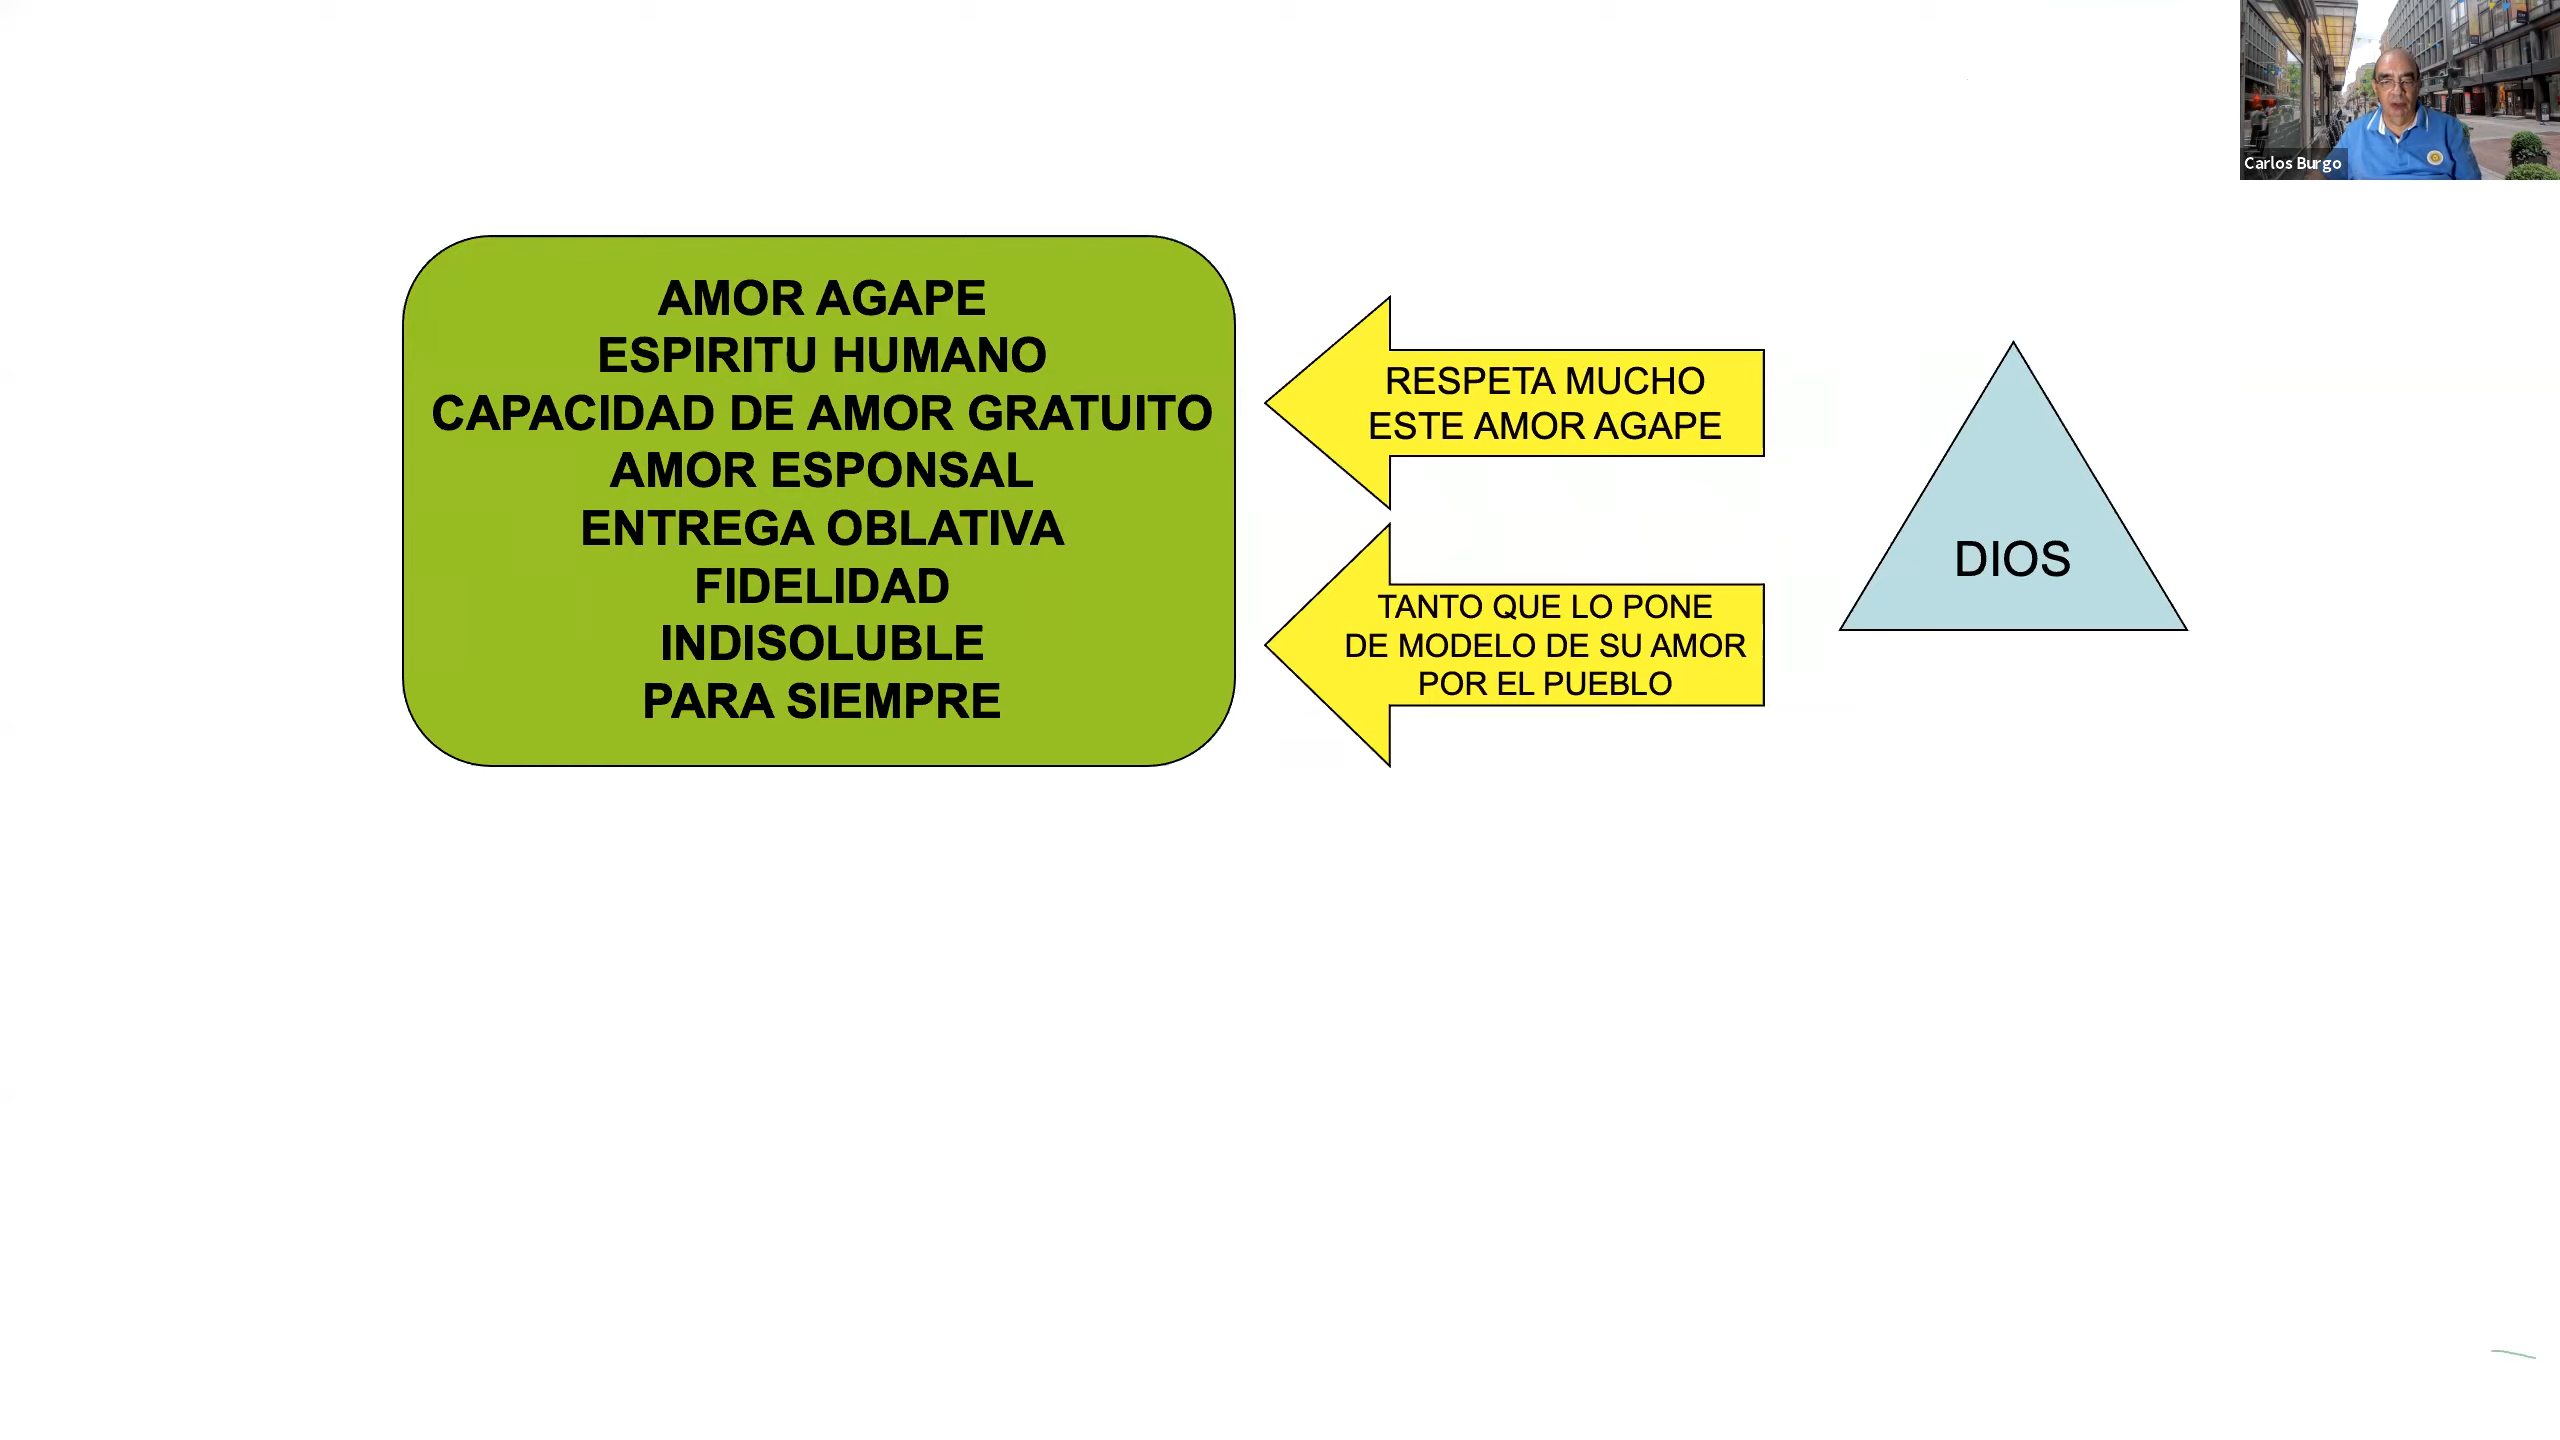 Carlos Burgo
AMOR AGAPE
ESPIRITU HUMANO
CAPACIDAD DE AMOR GRATUITO
AMOR ESPONSAL
ENTREGA OBLATIVA
FIDELIDAD
INDISOLUBLE
PARA SIEMPRE
RESPETA MUCHO
ESTE AMOR AGAPE
TANTO QUE LO PONE
DE MODELO DE SU AMOR
POR EL PUEBLO
DIOS